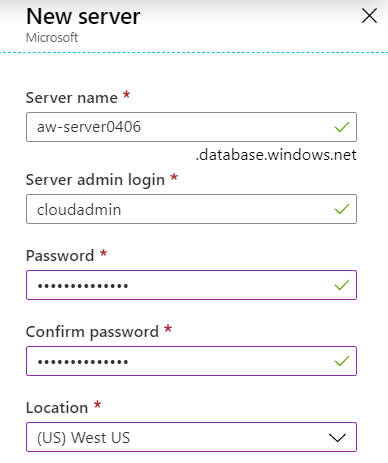 New server
Microsoft
Server name *
aw-server0406
.database.windows.net
Server admin login *
cloudadmin
Password *
••••••••••••••
Confirm password *
••••••••••••••
Location *
(US) West US